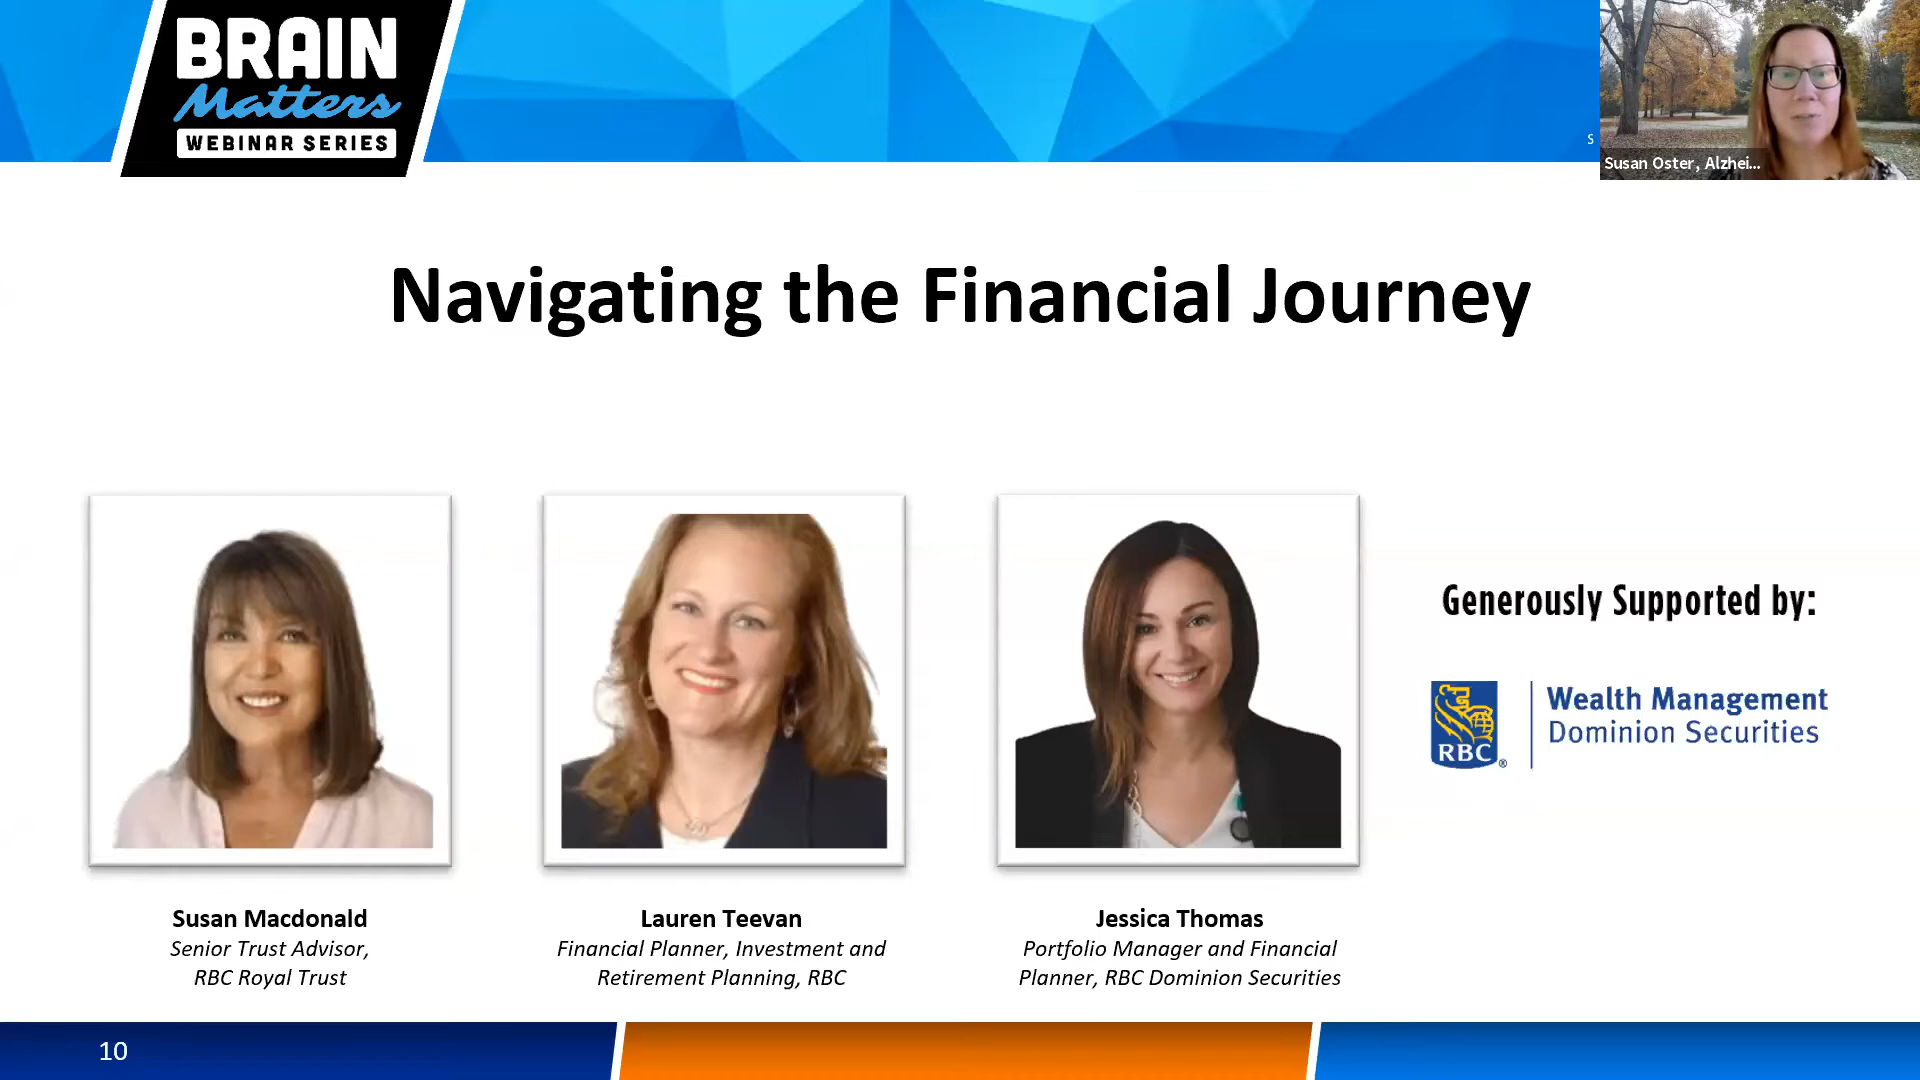 BRAIN
Matters
WEBINAR SERIES
S
Susan Oster, Alzhei...
Navigating the Financial Journey
Generously Supported by:
RBC
®
Wealth Management
Dominion Securities
Susan Macdonald
Senior Trust Advisor,
RBC Royal Trust
Lauren Teevan
Financial Planner, Investment and
Retirement Planning, RBC
Jessica Thomas
Portfolio Manager and Financial
Planner, RBC Dominion Securities
10